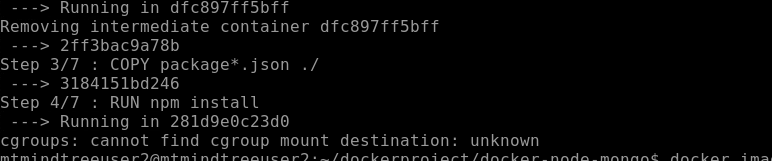 ---> Running in dfc897ff5bff
Removing intermediate container dfc897ff5bff
---> 2ff3bac9a78b
Step 3/7 : COPY package*.json ./
---> 3184151bd246
Step 4/7 : RUN npm install
---> Running in 281d9e0c23d0
cgroups: cannot find cgroup mount destination: unknown
mtmindtreeuser2@mtmindtreeuser2:~/dockerproject/docker-node-mongo$ docker ima